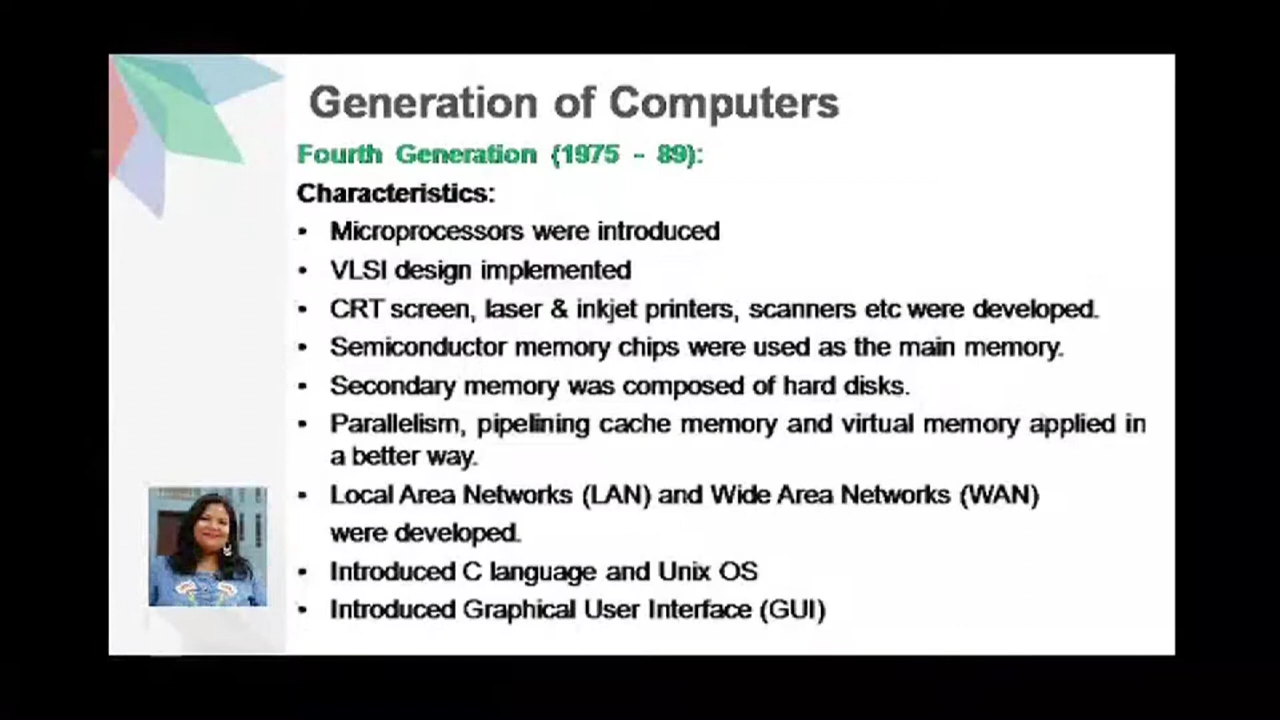 Generation of Computers
Fourth Generation (1975 - 89):
Characteristics:
• Microprocessors were introduced
• VLSI design implemented
• CRT screen, laser & inkjet printers, scanners etc were developed.
• Semiconductor memory chips were used as the main memory.
• Secondary memory was composed of hard disks.
• Parallelism, pipelining cache memory and virtual memory applied in
a better way.
• Local Area Networks (LAN) and Wide Area Networks (WAN)
were developed.
• Introduced C language and Unix OS
• Introduced Graphical User Interface (GUI)